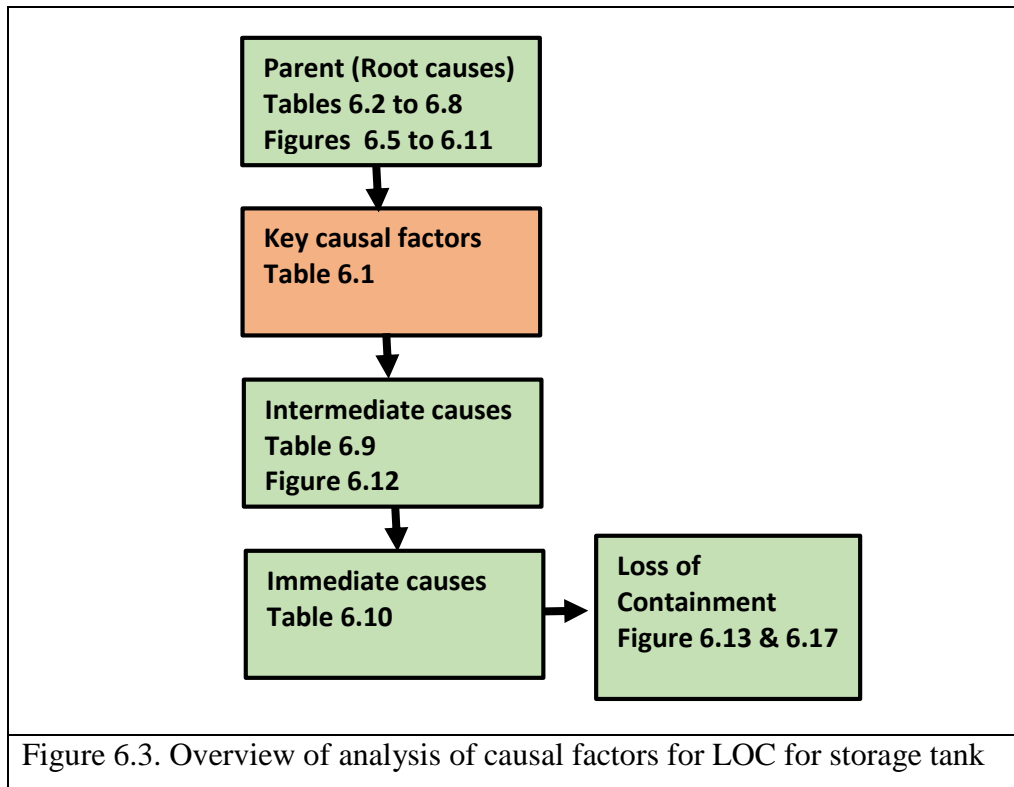 Parent (Root causes)
Tables 6.2 to 6.8
Figures 6.5 to 6.11
Key causal factors
Table 6.1
Intermediate causes
Table 6.9
Figure 6.12
Immediate causes
Table 6.10
Loss of
Containment
Figure 6.13 & 6.17
Figure 6.3. Overview of analysis of causal factors for LOC for storage tank